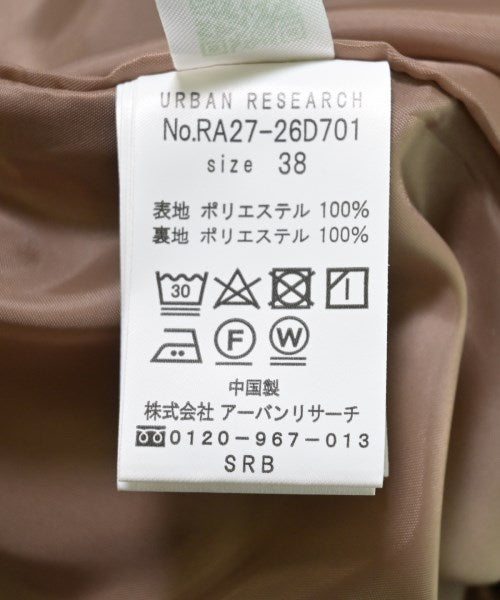 URBAN RESEARCH
No.RA27-26D701
size 38
表地 ポリエステル 100%
裏地 ポリエステル 100%
30
F W
中国製
株式会社 アーバンリサーチ
0120-967-013
SRB